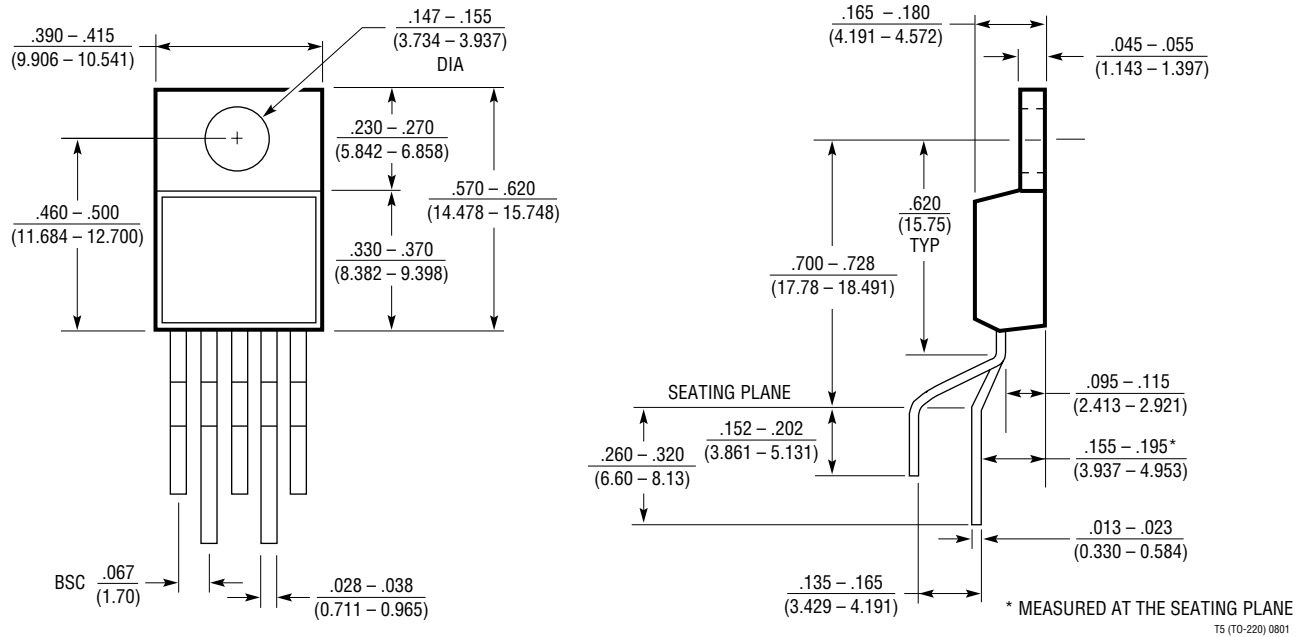 .390 – .415
(9.906 – 10.541)
.147 – .155
(3.734 – 3.937)
DIA
.230 – .270
(5.842 – 6.858)
.570 – .620
(14.478 – 15.748)
.460 – .500
(11.684 – 12.700)
.330 – .370
(8.382 – 9.398)
BSC .067
(1.70)
.028 – .038
(0.711 – 0.965)
.165 – .180
(4.191 – 4.572)
.045 – .055
(1.143 – 1.397)
.620
(15.75)
TYP
.700 – .728
(17.78 – 18.491)
SEATING PLANE
.095 – .115
(2.413 – 2.921)
.152 – .202
(3.861 – 5.131)
.260 – .320
(6.60 – 8.13)
.155 – .195*
(3.937 – 4.953)
.013 – .023
(0.330 – 0.584)
.135 – .165
(3.429 – 4.191)
* MEASURED AT THE SEATING PLANE
T5 (TO-220) 0801